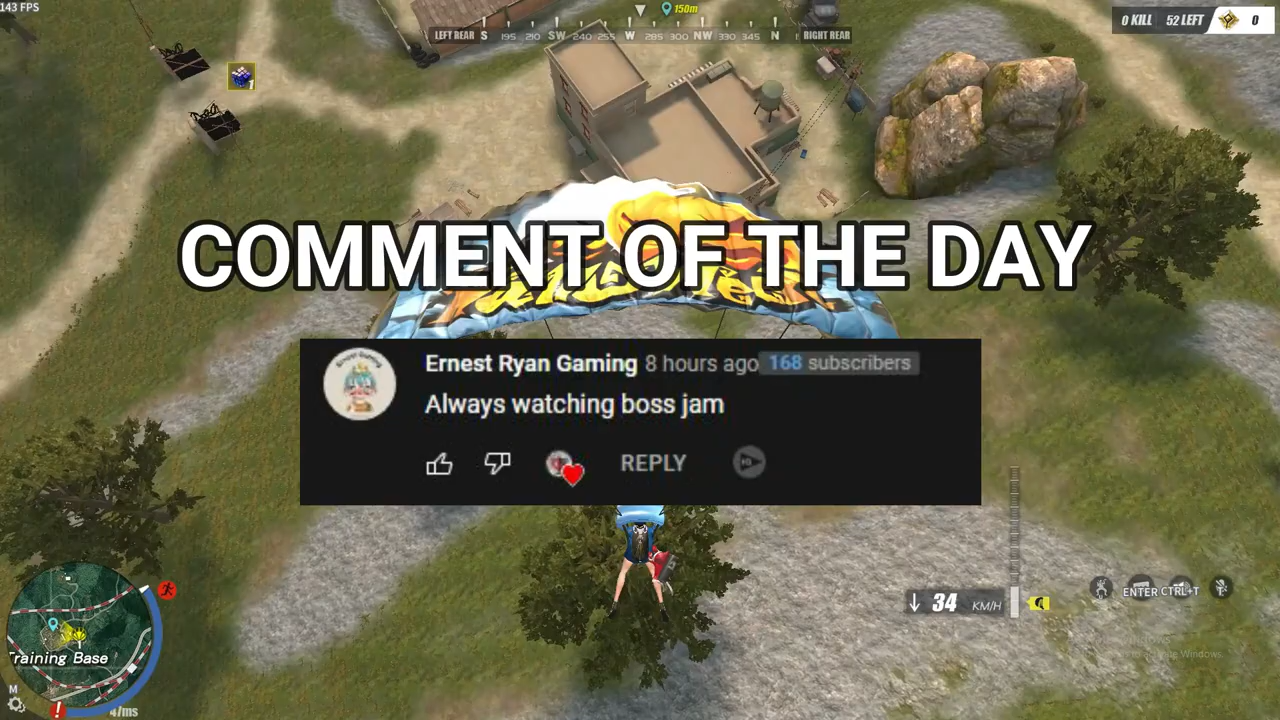 143 FPS
150m
LEFT REAR S 195 210 SW 240 255 W 285 300 NW 330 345 N RIGHT REAR
0 KILL 52 LEFT 0
1
COMMENT OF THE DAY
Ernest Ryan Gaming 8 hours ago 168 subscribers
Always watching boss jam
REPLY
34 KM/H
ENTER CTRL+T
Training Base
M
47ms